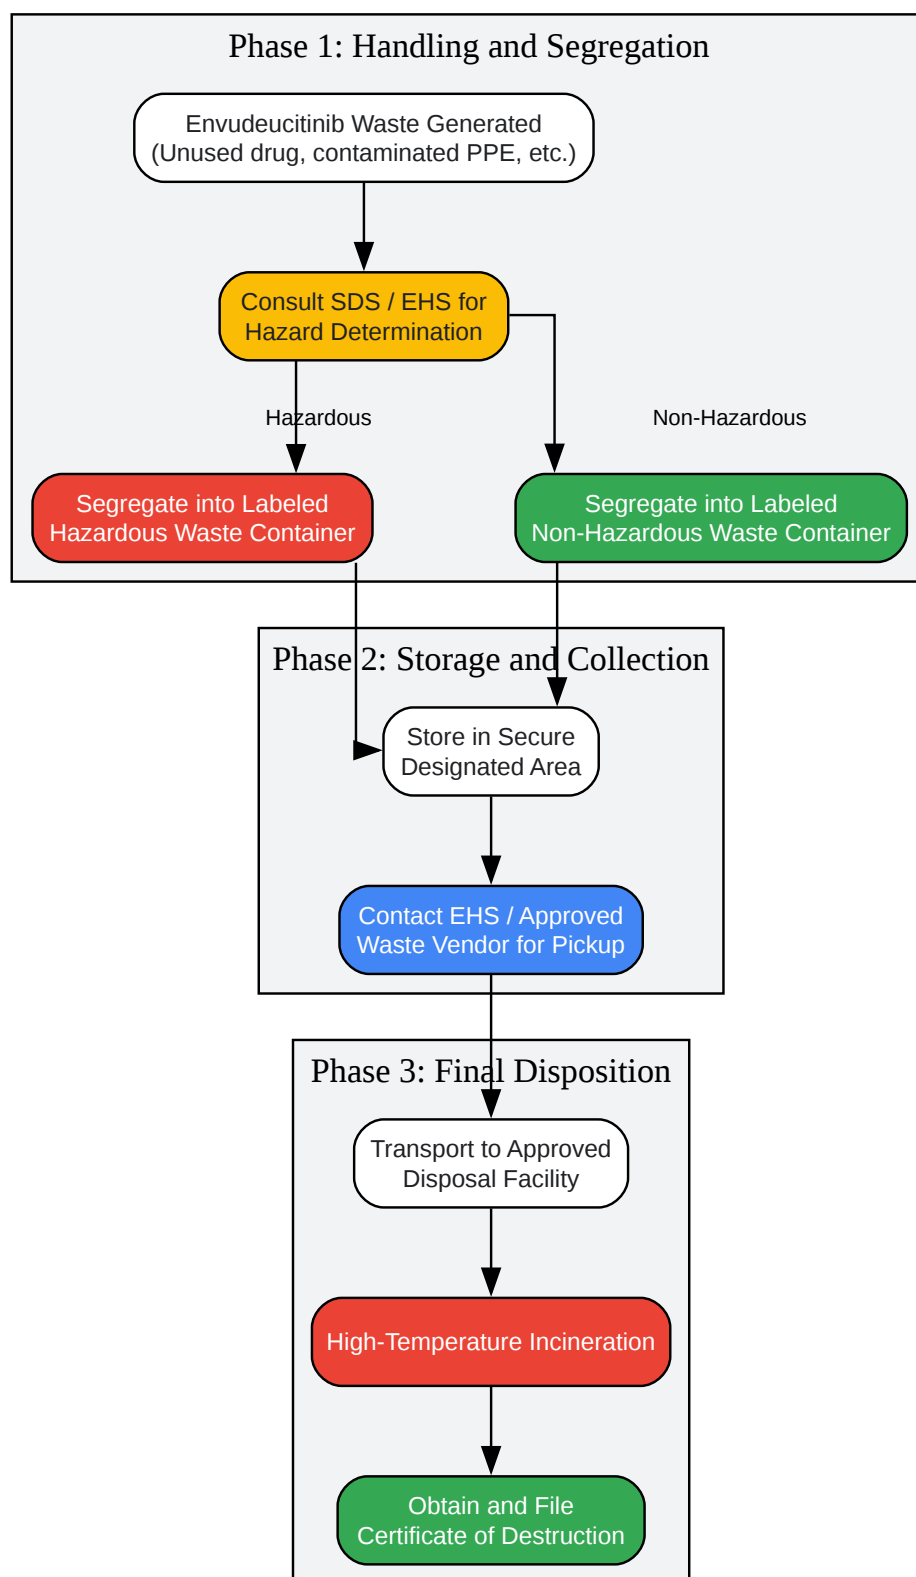 Phase 1: Handling and Segregation
Envudeucitinib Waste Generated
(Unused drug, contaminated PPE, etc.)
Consult SDS / EHS for
Hazard Determination
Hazardous
Non-Hazardous
Segregate into Labeled
Hazardous Waste Container
Segregate into Labeled
Non-Hazardous Waste Container
Phase 2: Storage and Collection
Store in Secure
Designated Area
Contact EHS / Approved
Waste Vendor for Pickup
Phase 3: Final Disposition
Transport to Approved
Disposal Facility
High-Temperature Incineration
Obtain and File
Certificate of Destruction